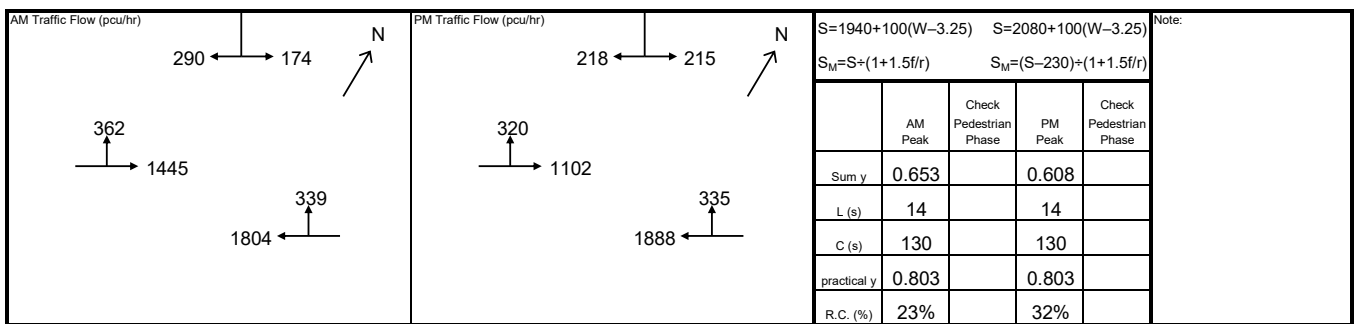 AM Traffic Flow (pcu/hr)
N
290 174
362
1445
339
1804
PM Traffic Flow (pcu/hr)
N
218 215
320
1102
335
1888
S=1940+100(W–3.25) S=2080+100(W–3.25)
SM=S÷(1+1.5f/r) SM=(S–230)÷(1+1.5f/r)
AM Peak Check Pedestrian Phase PM Peak Check Pedestrian Phase
Sum y 0.653 0.608
L (s) 14 14
C (s) 130 130
practical y 0.803 0.803
R.C. (%) 23% 32%
Note: